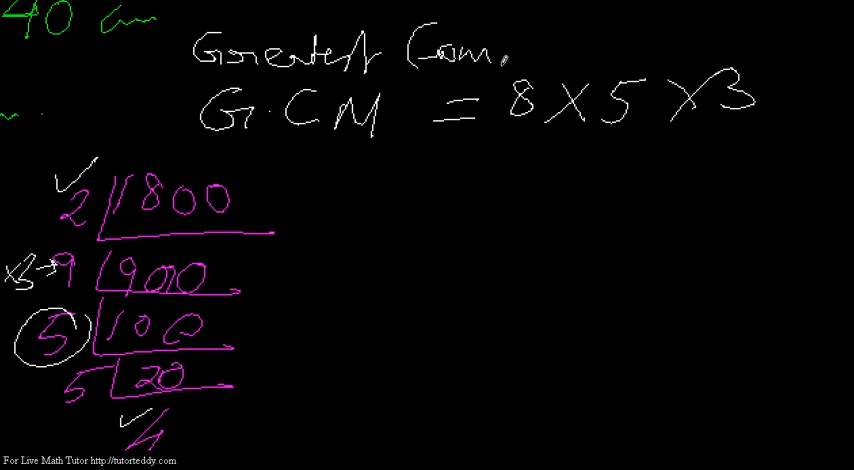 40 cm
Greatest Com.
G.CM = 8 X 5 X 3
2 1800
X3 → 9 900
5 100
5 20
4
For Live Math Tutor http://tutorteddy.com